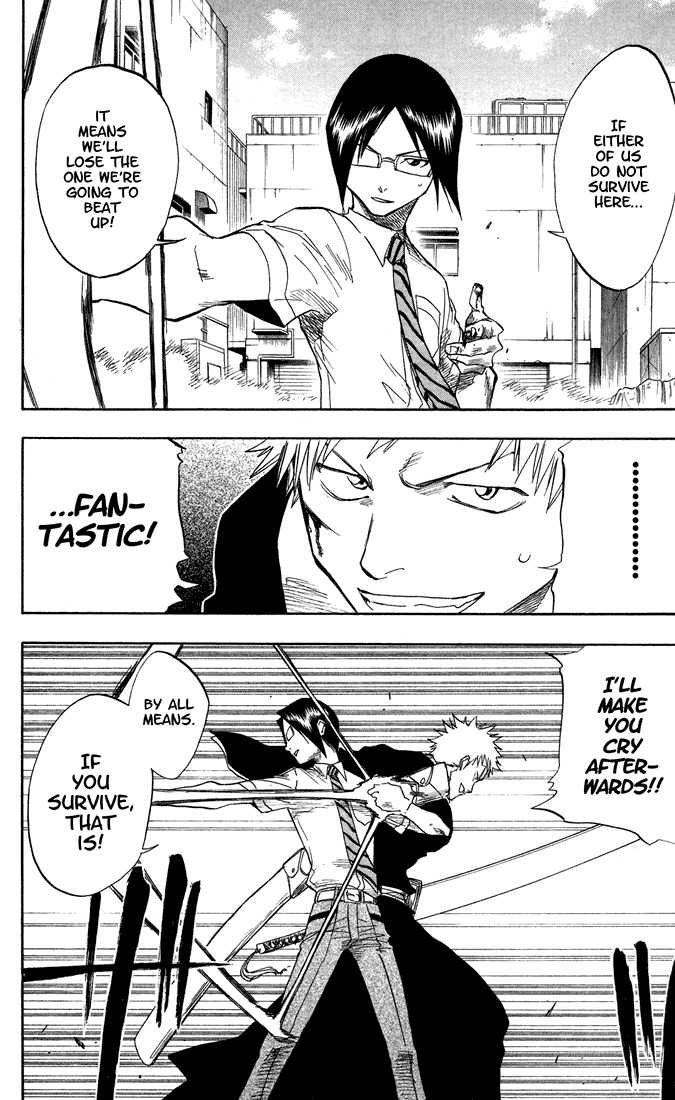 IF
EITHER
OF US
DO NOT
SURVIVE
HERE...
IT
MEANS
WE'LL
LOSE THE
ONE WE'RE
GOING TO
BEAT
UP!
.........
...FAN-
TASTIC!
I'LL
MAKE
YOU
CRY
AFTER-
WARDS!!
BY ALL
MEANS.
IF
YOU
SURVIVE,
THAT
IS!